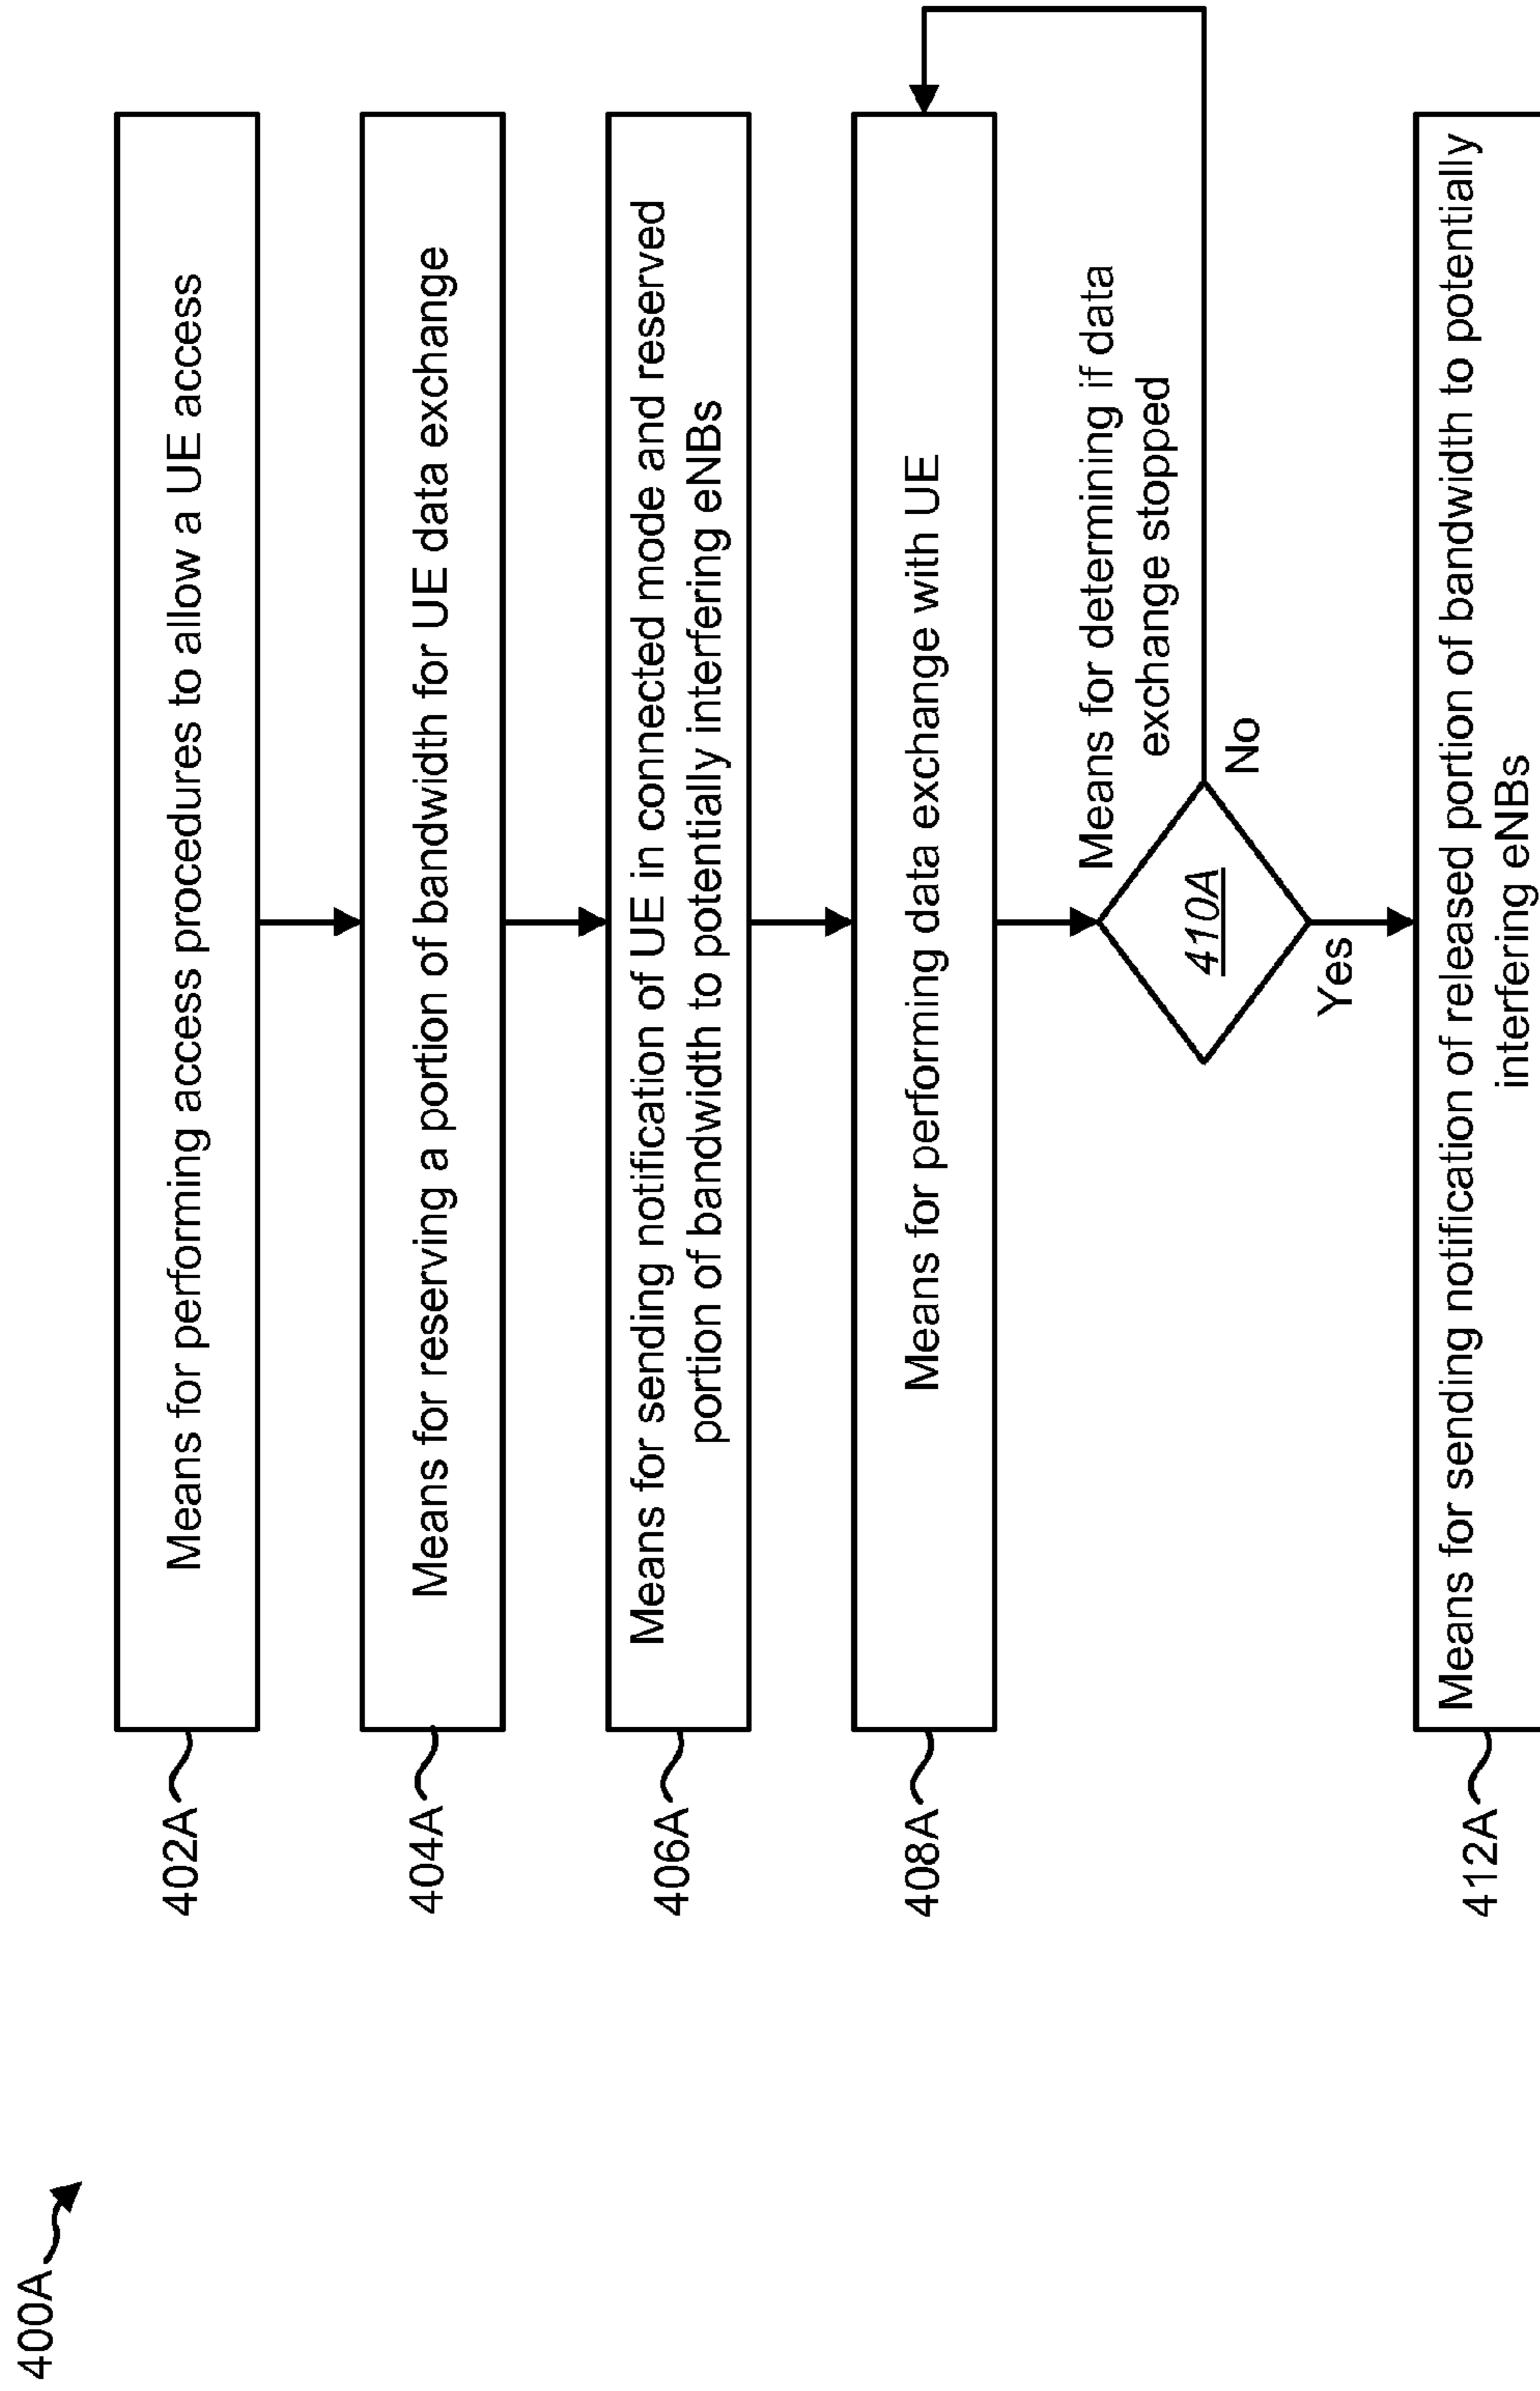 400A
402A
Means for performing access procedures to allow a UE access
404A
Means for reserving a portion of bandwidth for UE data exchange
406A
Means for sending notification of UE in connected mode and reserved
portion of bandwidth to potentially interfering eNBs
408A
Means for performing data exchange with UE
Means for determining if data
exchange stopped
410A
No
Yes
412A
Means for sending notification of released portion of bandwidth to potentially
interfering eNBs